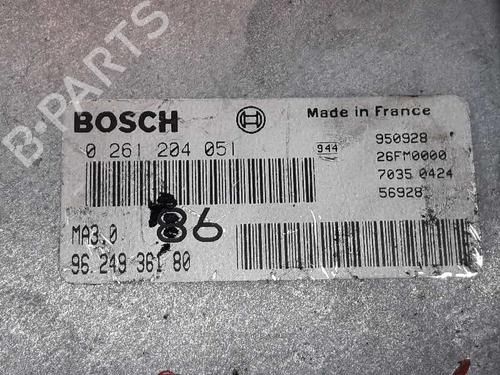 BOSCH
Made in France
0 261 204 051
944
950928
26FM0000
7035 0424
56928
MA3.0
86
96 249 361 80
B-PARTS